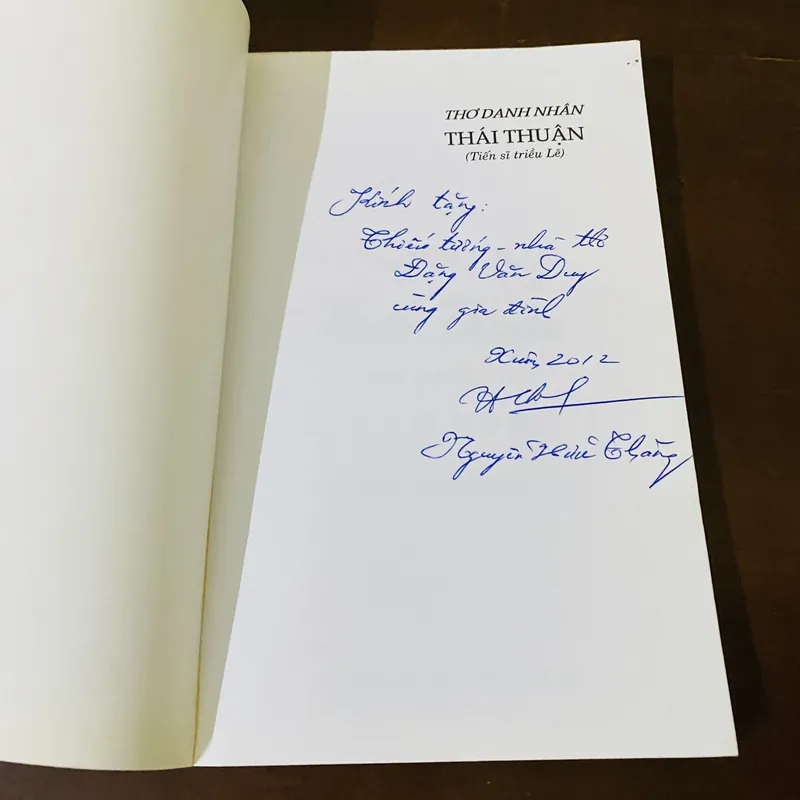 THƠ DANH NHÂN
THÁI THUẬN
(Tiến sĩ triều Lê)
Kính tặng:
Thiếu tướng - nhà thơ
Đặng Văn Duy
cùng gia đình
Xuân 2012
Nguyễn Hữu Thắng